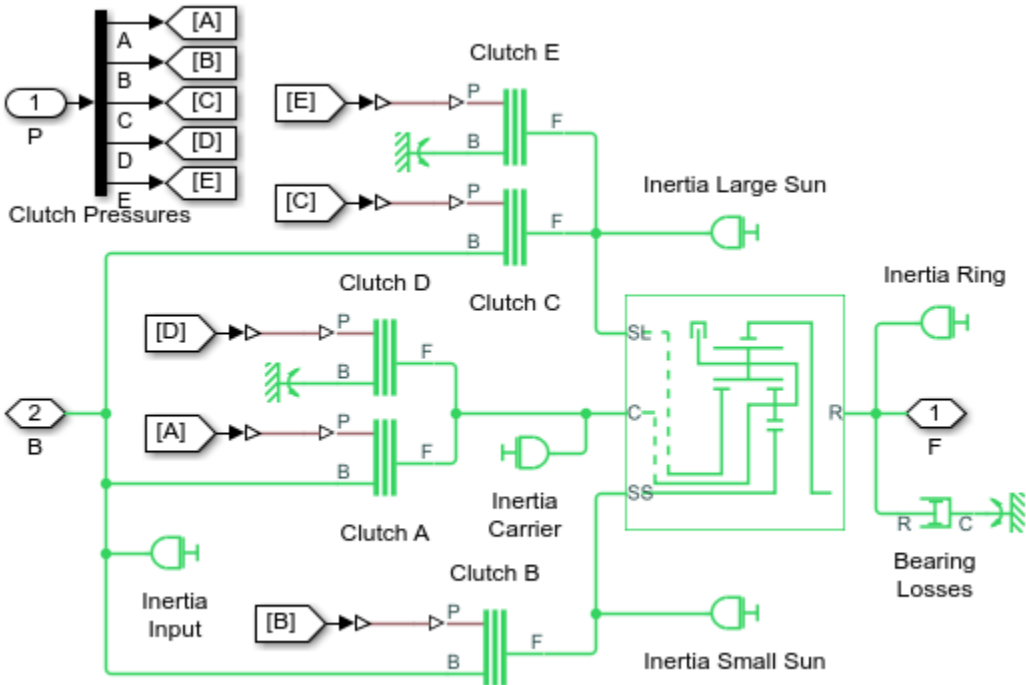 [A]
A
[B]
B
1
[C]
P
C
[D]
D
[E]
E
Clutch Pressures
Clutch E
[E]
P
B
F
[C]
P
B
F
Clutch C
Inertia Large Sun
Clutch D
[D]
P
B
F
[A]
P
B
F
Clutch A
2
B
Inertia
Input
Inertia
Carrier
SL
C
SS
R
Inertia Ring
1
F
R
C
Bearing
Losses
Clutch B
[B]
P
B
F
Inertia Small Sun